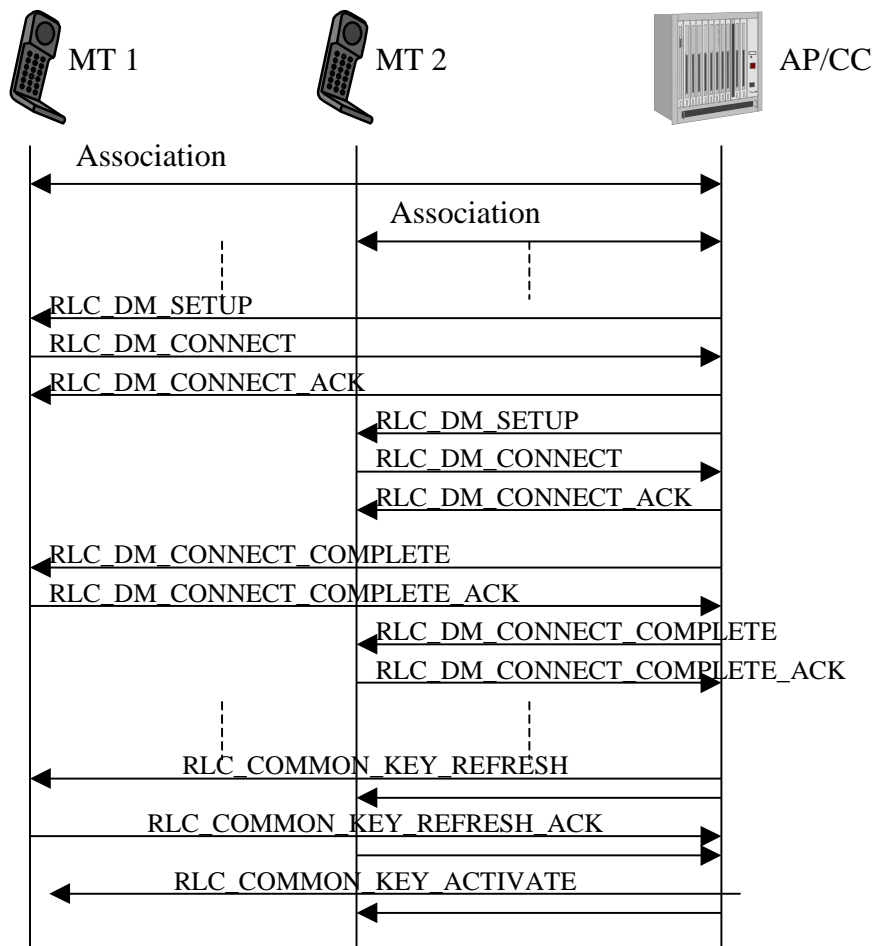 MT 1
MT 2
AP/CC
Association
Association
RLC_DM_SETUP
RLC_DM_CONNECT
RLC_DM_CONNECT_ACK
RLC_DM_SETUP
RLC_DM_CONNECT
RLC_DM_CONNECT_ACK
RLC_DM_CONNECT_COMPLETE
RLC_DM_CONNECT_COMPLETE_ACK
RLC_DM_CONNECT_COMPLETE
RLC_DM_CONNECT_COMPLETE_ACK
RLC_COMMON_KEY_REFRESH
RLC_COMMON_KEY_REFRESH_ACK
RLC_COMMON_KEY_ACTIVATE